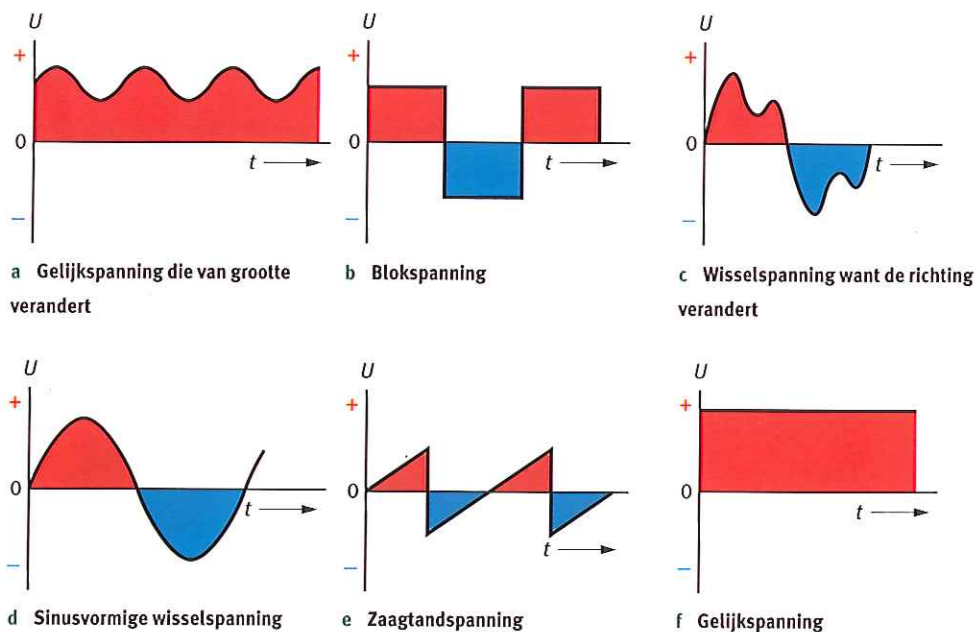 U
+
0
t
−
a Gelijkspanning die van grootte
verandert
U
+
0
t
−
b Blokspanning
U
+
0
t
−
c Wisselspanning want de richting
verandert
U
+
0
t
−
d Sinusvormige wisselspanning
U
+
0
t
−
e Zaagtandspanning
U
+
0
t
−
f Gelijkspanning